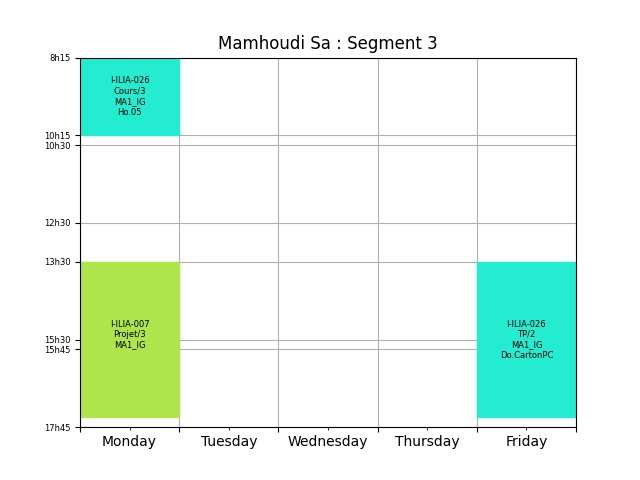 Mamhoudi Sa : Segment 3
8h15
I-ILIA-026
Cours/3
MA1_IG
Ho.05
10h15
10h30
12h30
13h30
I-ILIA-007
Projet/3
MA1_IG
I-ILIA-026
TP/2
MA1_IG
Do.CartonPC
15h30
15h45
17h45
Monday Tuesday Wednesday Thursday Friday